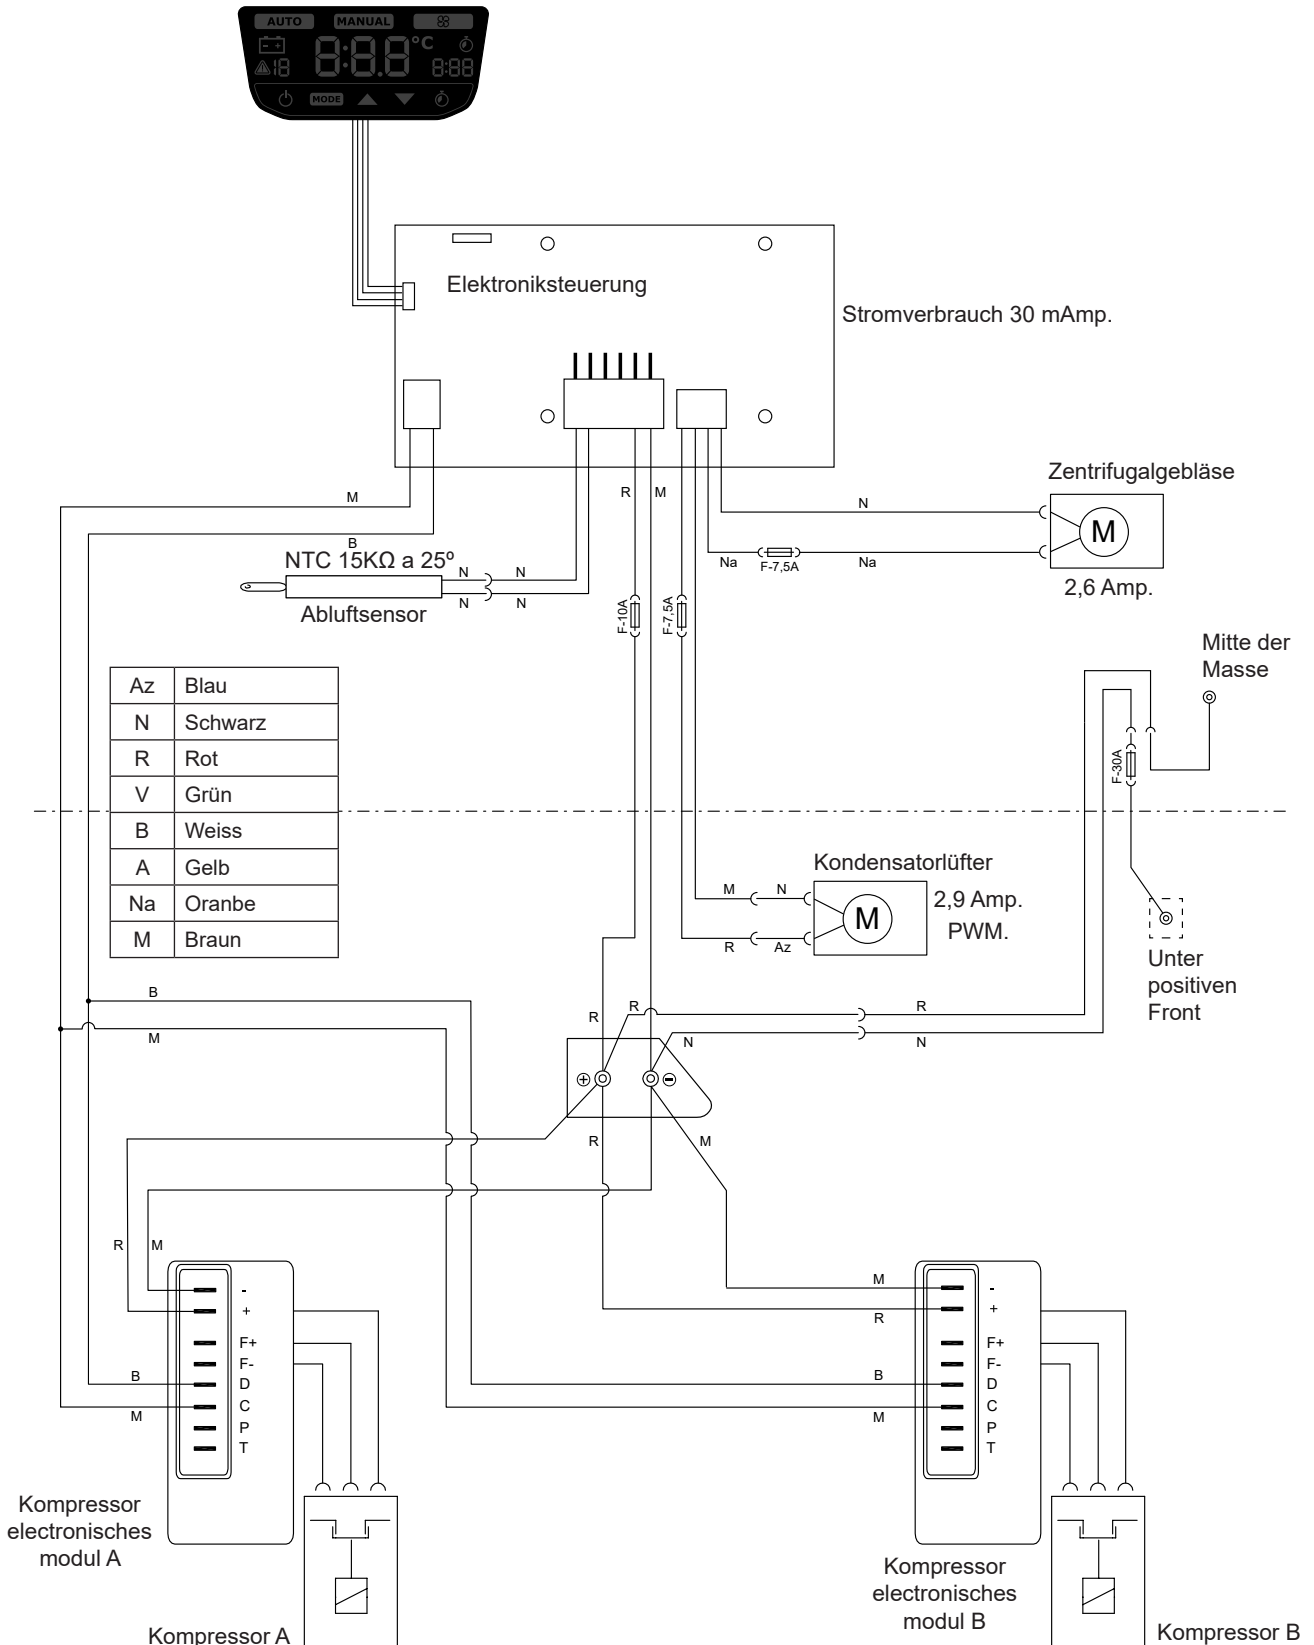 AUTO MANUAL
8:8.8 °C
18 8:88
MODE
Elektroniksteuerung
Stromverbrauch 30 mAmp.
Zentrifugalgebläse
R M
N
M
M
B
Na F-7,5A Na
2,6 Amp.
NTC 15KΩ a 25º
N N
N N
Abluftsensor
F-10A
F-7,5A
Mitte der
Masse
Az Blau
N Schwarz
R Rot
V Grün
B Weiss
A Gelb
Na Oranbe
M Braun
F-30A
Kondensatorlüfter
M N
M
2,9 Amp.
PWM.
R Az
Unter
positiven
Front
B
M
R
R R
N N
+ -
R M
R M
-
+
F+
F-
D
C
P
T
B
M
M
R
B
M
-
+
F+
F-
D
C
P
T
Kompressor
electronisches
modul A
Kompressor A
Kompressor
electronisches
modul B
Kompressor B